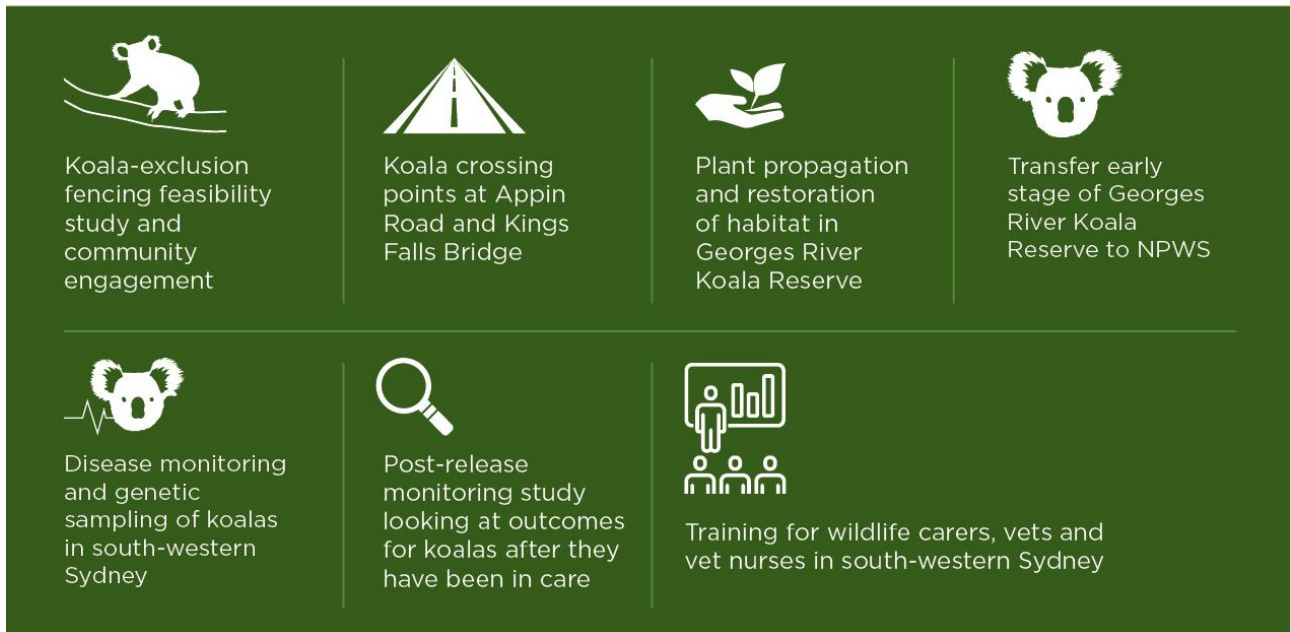 Koala-exclusion
fencing feasibility
study and
community
engagement
Koala crossing
points at Appin
Road and Kings
Falls Bridge
Plant propagation
and restoration
of habitat in
Georges River
Koala Reserve
Transfer early
stage of Georges
River Koala
Reserve to NPWS
Disease monitoring
and genetic
sampling of koalas
in south-western
Sydney
Post-release
monitoring study
looking at outcomes
for koalas after they
have been in care
Training for wildlife carers, vets and
vet nurses in south-western Sydney